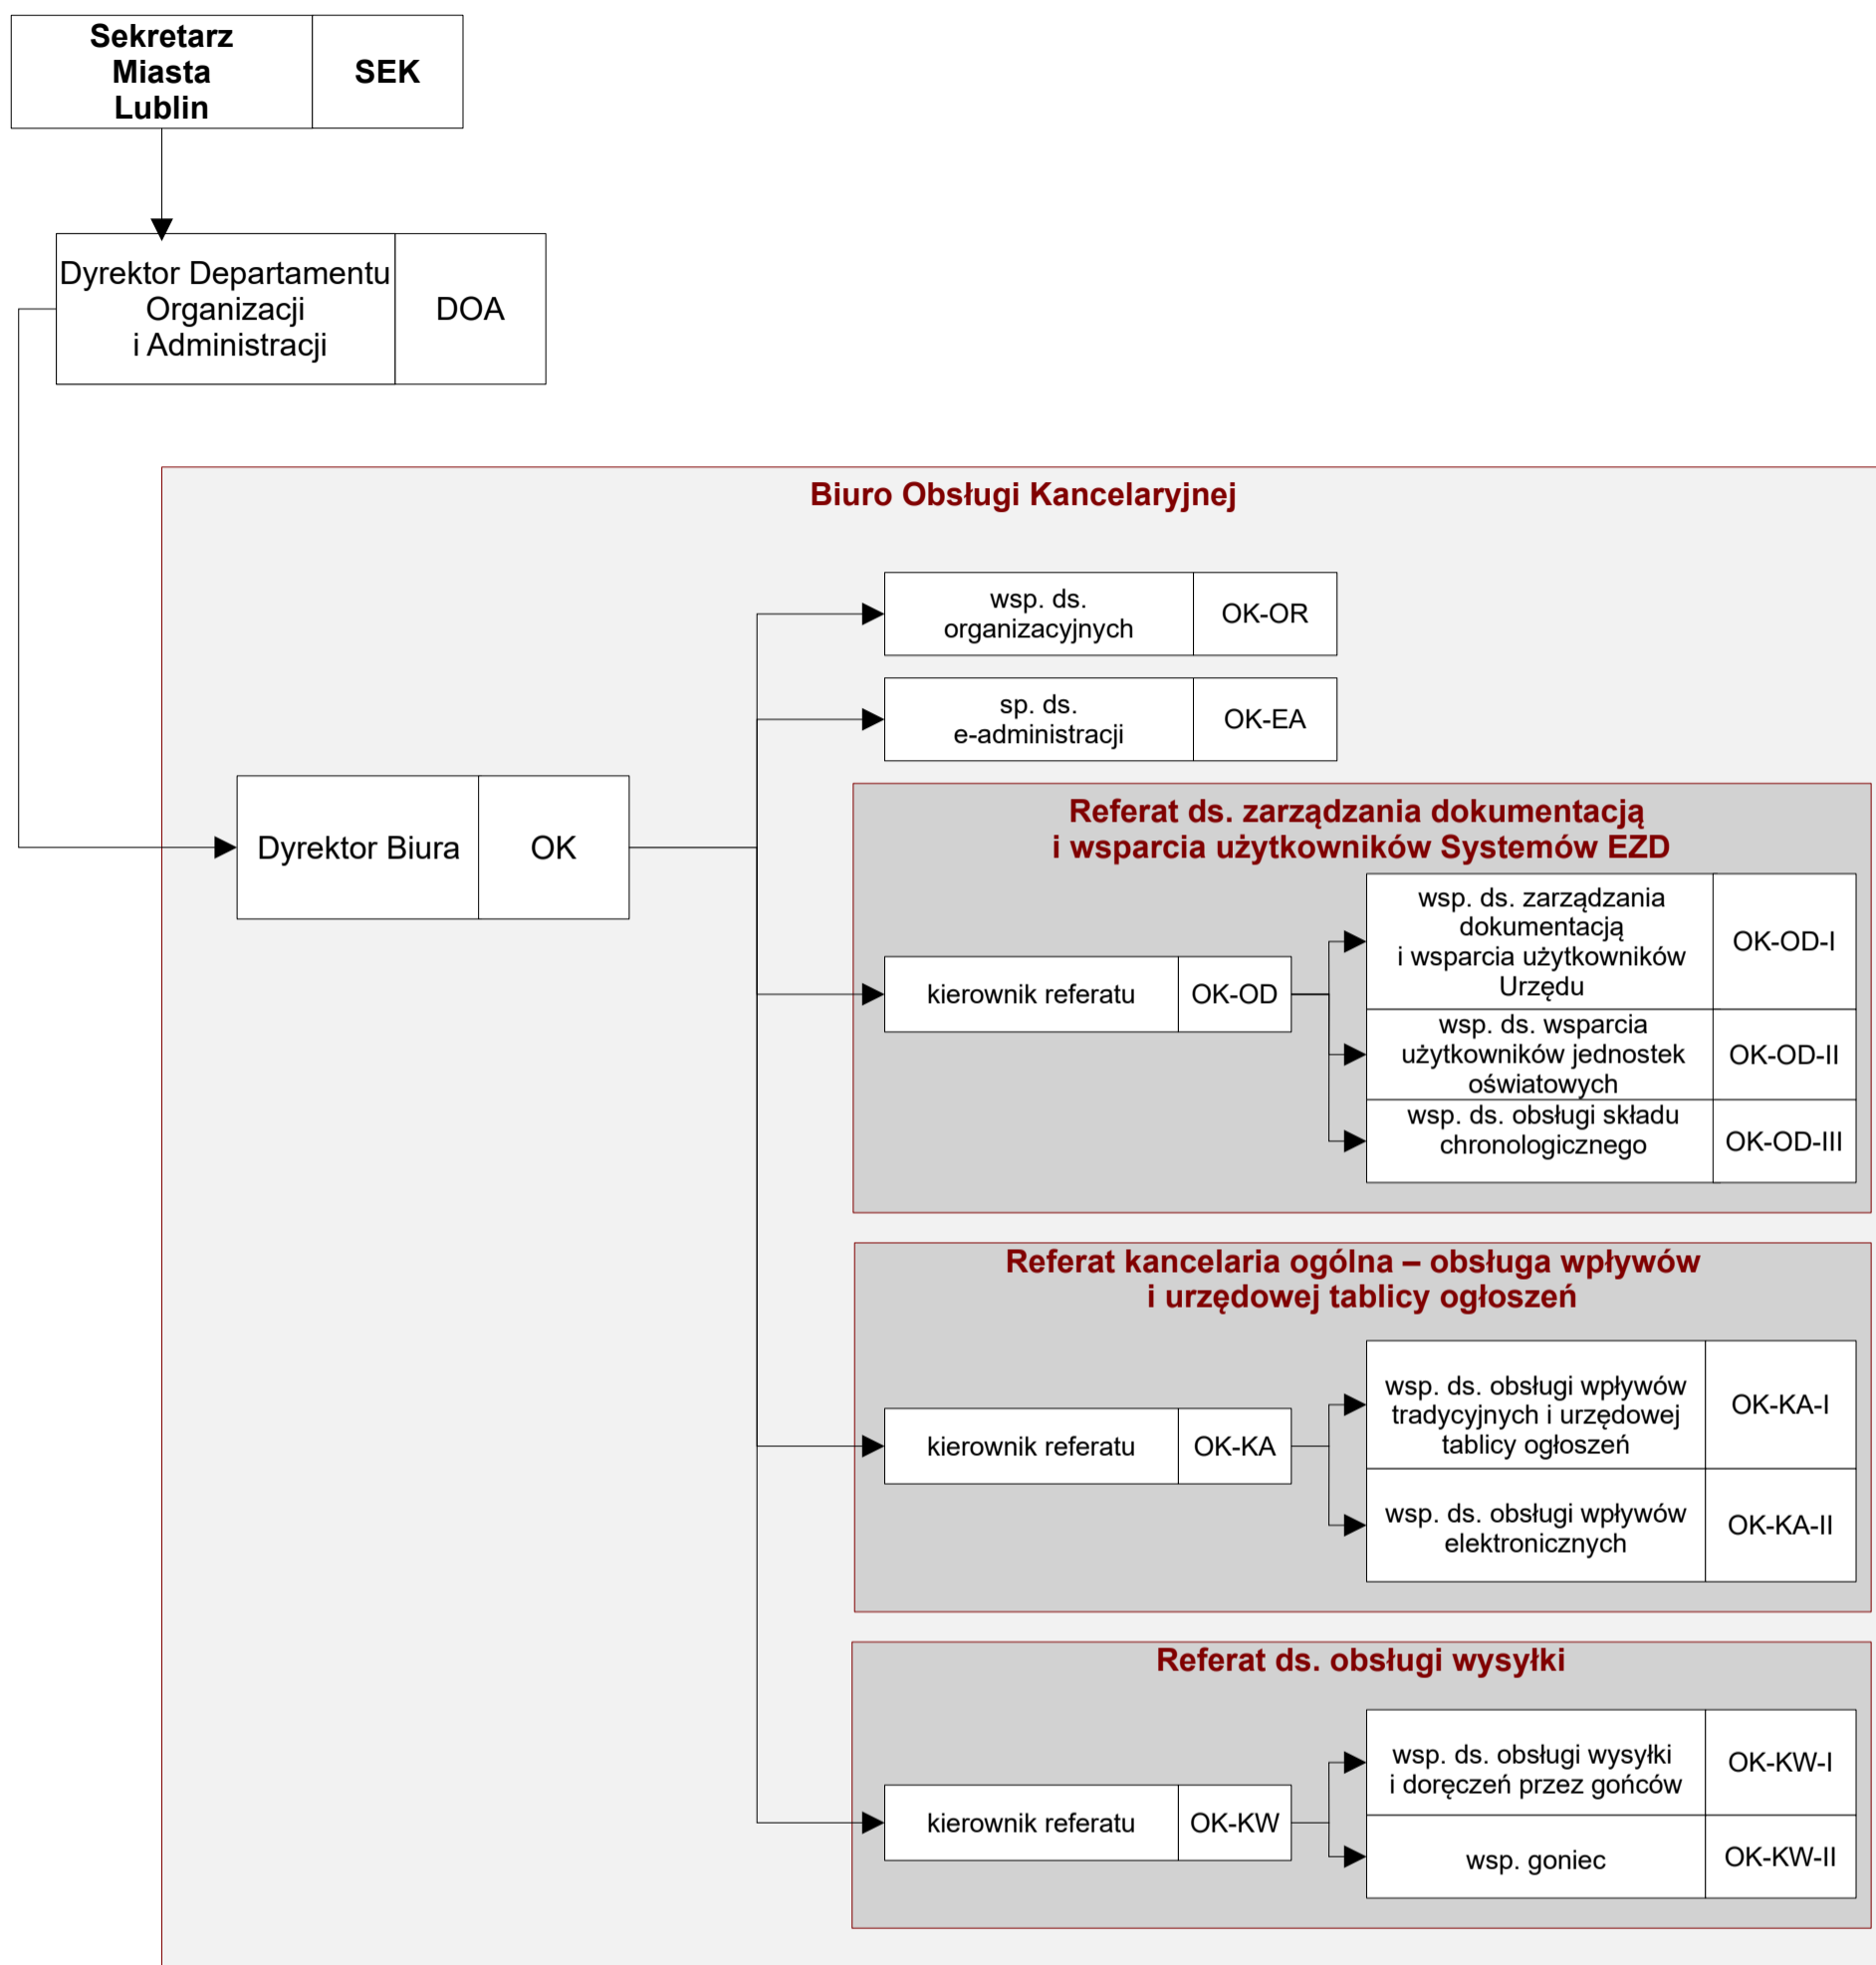 Sekretarz
Miasta
Lublin
SEK
Dyrektor Departamentu
Organizacji
i Administracji
DOA
Biuro Obsługi Kancelaryjnej
wsp. ds.
organizacyjnych
OK-OR
sp. ds.
e-administracji
OK-EA
Dyrektor Biura
OK
Referat ds. zarządzania dokumentacją
i wsparcia użytkowników Systemów EZD
kierownik referatu
OK-OD
wsp. ds. zarządzania
dokumentacją
i wsparcia użytkowników
Urzędu
OK-OD-I
wsp. ds. wsparcia
użytkowników jednostek
oświatowych
OK-OD-II
wsp. ds. obsługi składu
chronologicznego
OK-OD-III
Referat kancelaria ogólna – obsługa wpływów
i urzędowej tablicy ogłoszeń
kierownik referatu
OK-KA
wsp. ds. obsługi wpływów
tradycyjnych i urzędowej
tablicy ogłoszeń
OK-KA-I
wsp. ds. obsługi wpływów
elektronicznych
OK-KA-II
Referat ds. obsługi wysyłki
kierownik referatu
OK-KW
wsp. ds. obsługi wysyłki
i doręczeń przez gońców
OK-KW-I
wsp. goniec
OK-KW-II